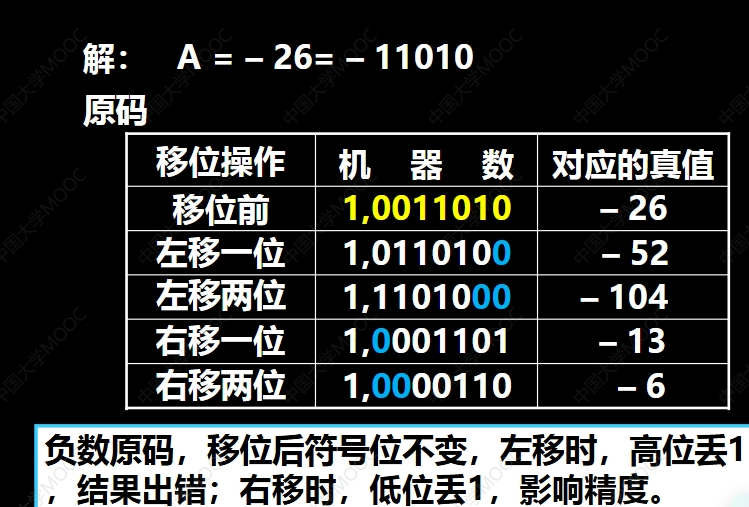 解： A = – 26= – 11010
原码
移位操作 机 器 数 对应的真值
移位前 1,0011010 – 26
左移一位 1,0110100 – 52
左移两位 1,1101000 – 104
右移一位 1,0001101 – 13
右移两位 1,0000110 – 6
负数原码，移位后符号位不变，左移时，高位丢1
，结果出错；右移时，低位丢1，影响精度。
中国大学MOOC